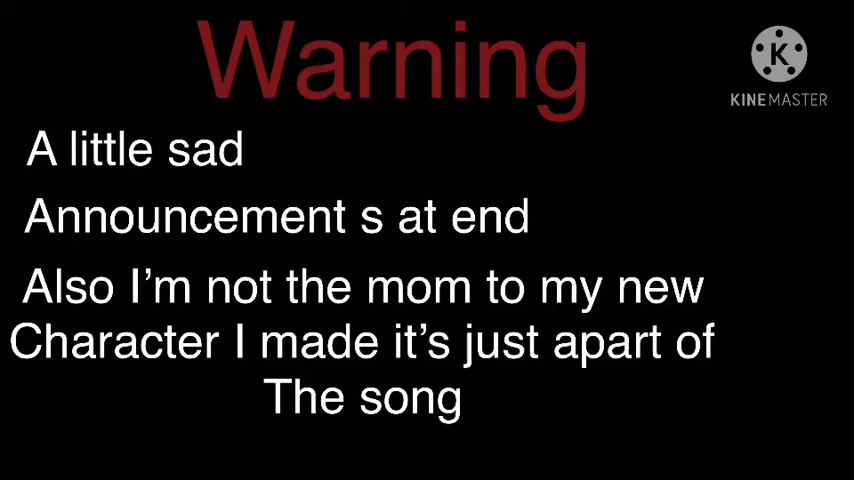 Warning
K
KINEMASTER
A little sad
Announcement s at end
Also I'm not the mom to my new
Character I made it's just apart of
The song